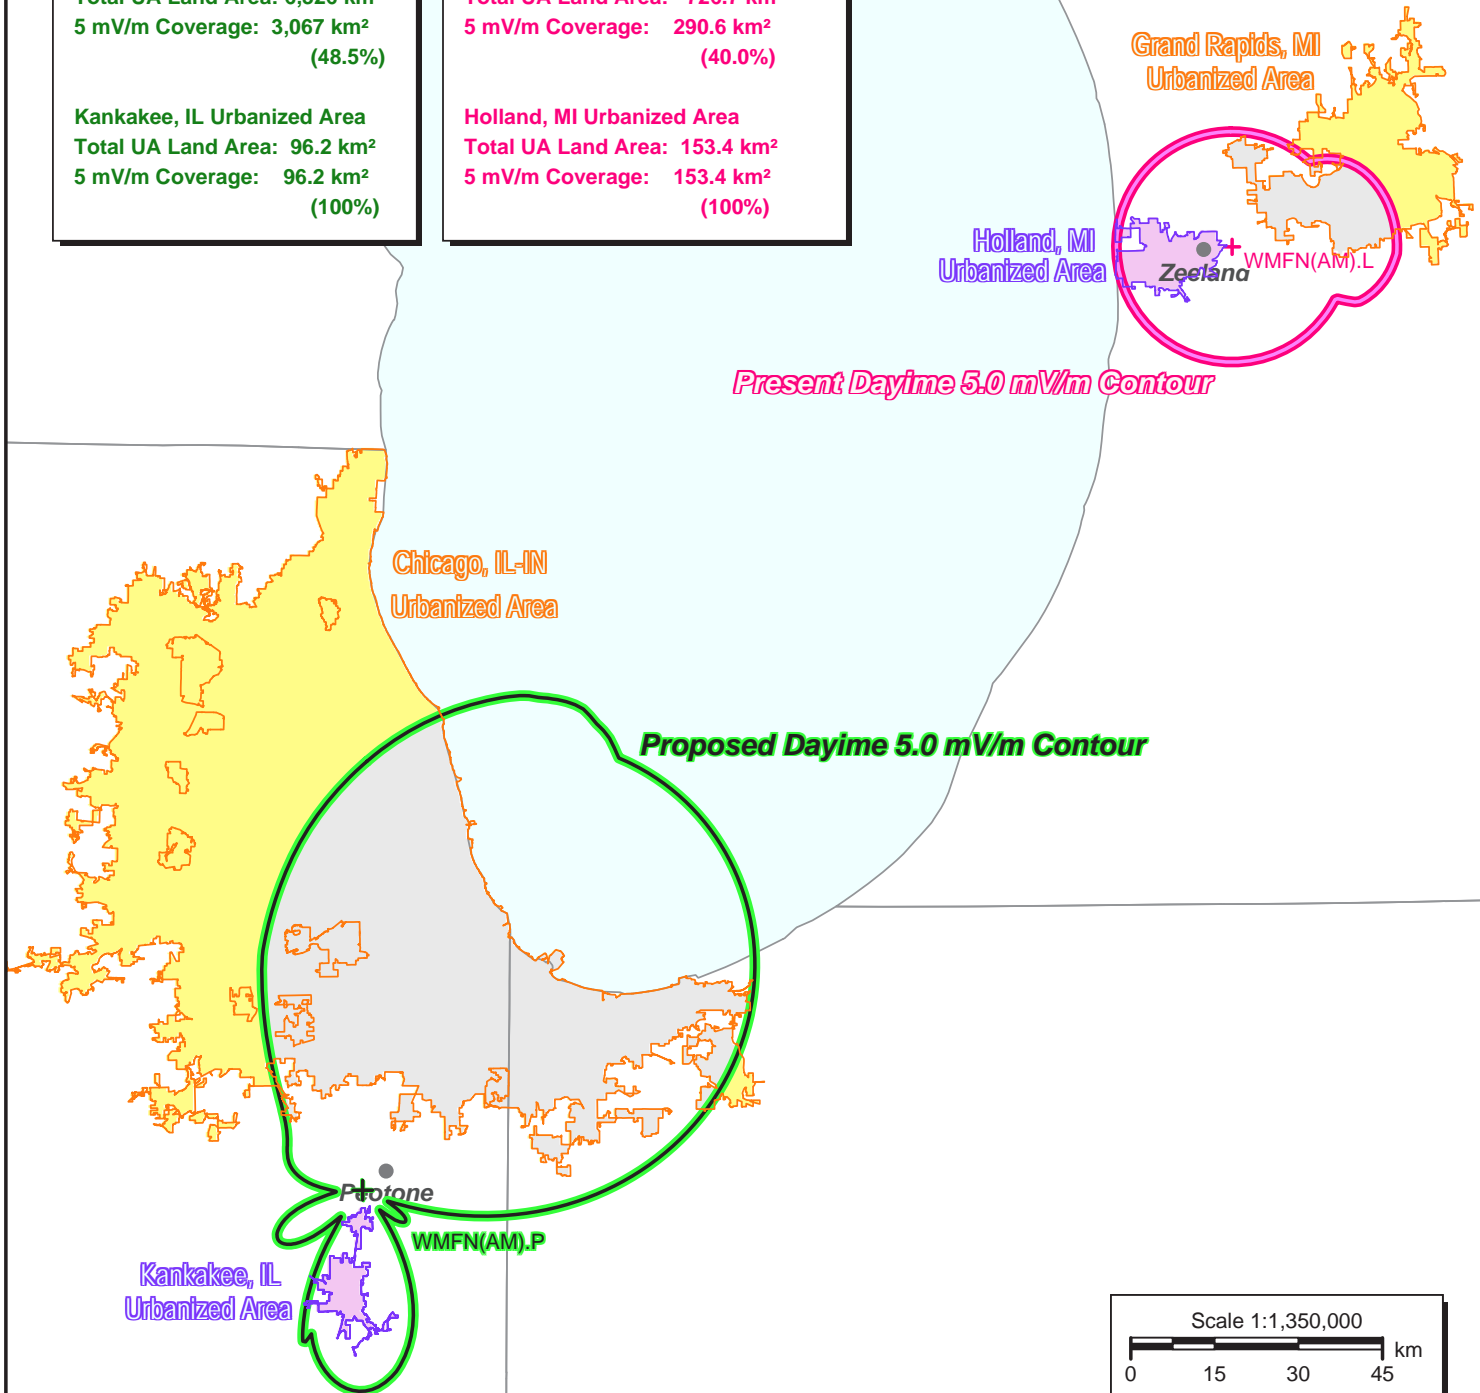 5 mV/m Coverage: 3,067 km²
(48.5%)
Kankakee, IL Urbanized Area
Total UA Land Area: 96.2 km²
5 mV/m Coverage: 96.2 km²
(100%)
5 mV/m Coverage: 290.6 km²
(40.0%)
Holland, MI Urbanized Area
Total UA Land Area: 153.4 km²
5 mV/m Coverage: 153.4 km²
(100%)
Grand Rapids, MI
Urbanized Area
Holland, MI
Urbanized Area
Zeeland
WMFN(AM).L
Present Dayime 5.0 mV/m Contour
Chicago, IL-IN
Urbanized Area
Proposed Dayime 5.0 mV/m Contour
Peotone
WMFN(AM).P
Kankakee, IL
Urbanized Area
Scale 1:1,350,000
km
0 15 30 45